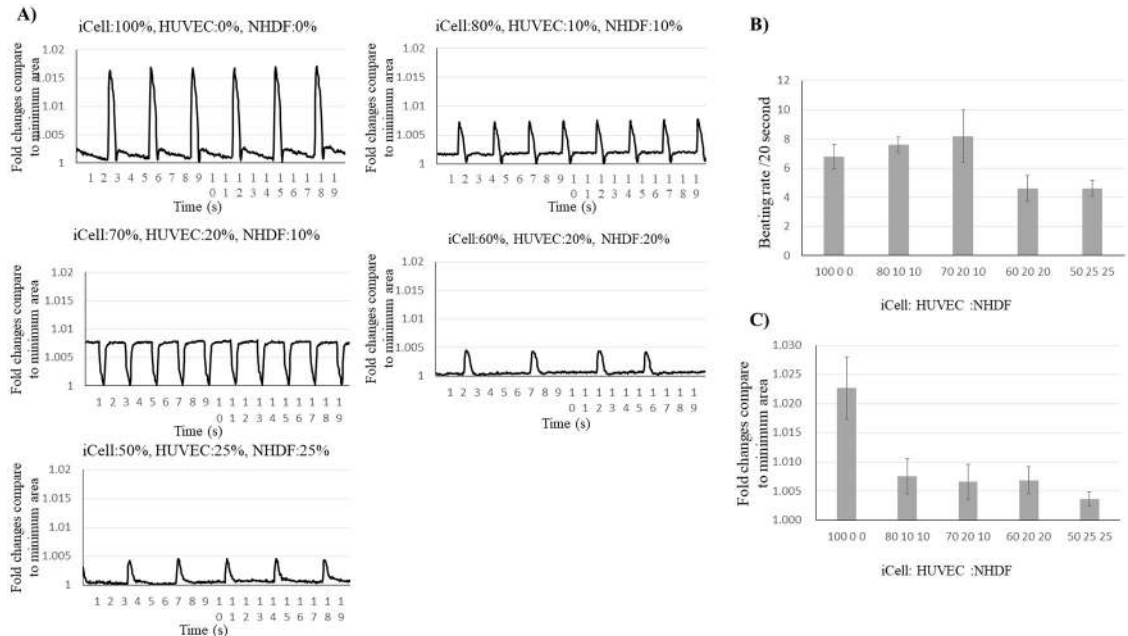 A)
iCell:100%, HUVEC:0%, NHDF:0%
Fold changes compare
to minimum area
1.02
1.015
1.01
1.005
1
1 2 3 4 5 6 7 8 9 1 1 1 1 1 1 1 1 1 1
0 1 2 3 4 5 6 7 8 9
Time (s)
iCell:80%, HUVEC:10%, NHDF:10%
Fold changes compare
to minimum area
1.02
1.015
1.01
1.005
1
1 2 3 4 5 6 7 8 9 1 1 1 1 1 1 1 1 1 1
0 1 2 3 4 5 6 7 8 9
Time (s)
iCell:70%, HUVEC:20%, NHDF:10%
Fold changes compare
to minimum area
1.02
1.015
1.01
1.005
1
1 2 3 4 5 6 7 8 9 1 1 1 1 1 1 1 1 1 1
0 1 2 3 4 5 6 7 8 9
Time (s)
iCell:60%, HUVEC:20%, NHDF:20%
Fold changes compare
to minimum area
1.02
1.015
1.01
1.005
1
1 2 3 4 5 6 7 8 9 1 1 1 1 1 1 1 1 1 1
0 1 2 3 4 5 6 7 8 9
Time (s)
iCell:50%, HUVEC:25%, NHDF:25%
Fold changes compare
to minimum area
1.02
1.015
1.01
1.005
1
1 2 3 4 5 6 7 8 9 1 1 1 1 1 1 1 1 1 1
0 1 2 3 4 5 6 7 8 9
Time (s)
B)
Beating rate /20 second
12
10
8
6
4
2
0
100 0 0 80 10 10 70 20 10 60 20 20 50 25 25
iCell: HUVEC :NHDF
C)
Fold changes compare
to minimum area
1.030
1.025
1.020
1.015
1.010
1.005
1.000
100 0 0 80 10 10 70 20 10 60 20 20 50 25 25
iCell: HUVEC :NHDF